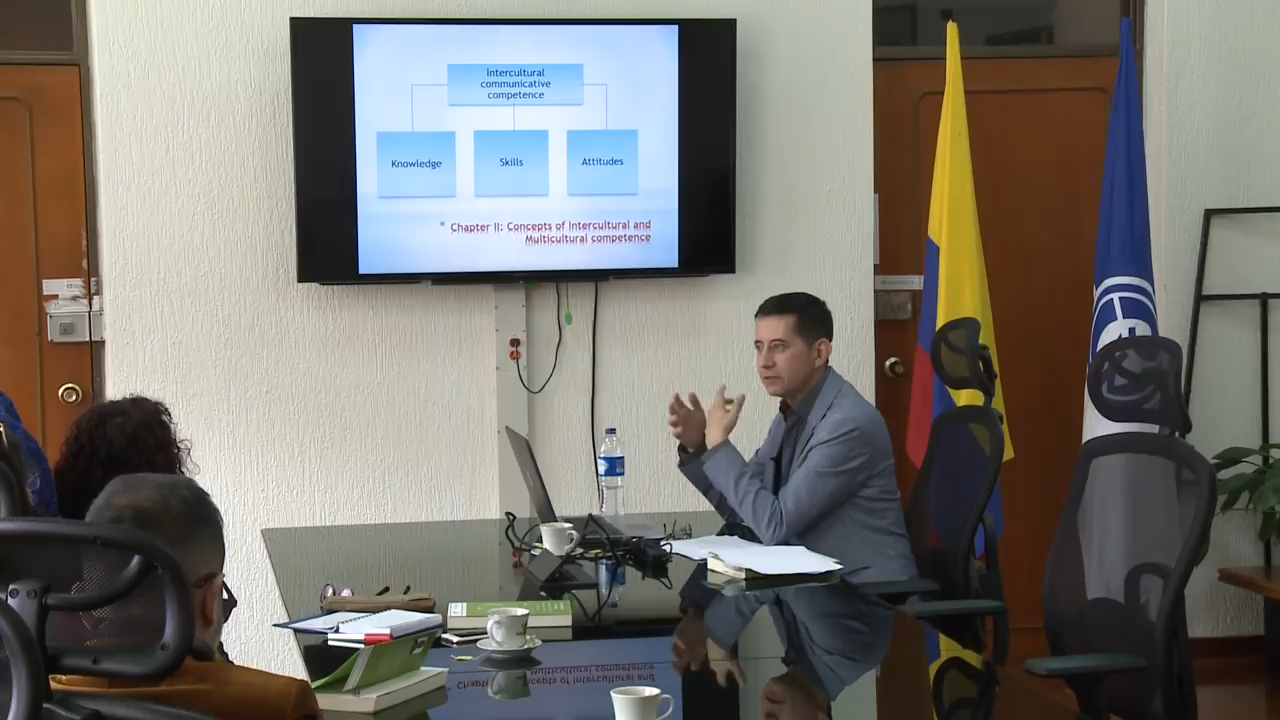 Intercultural
communicative
competence
Knowledge
Skills
Attitudes
* Chapter II: Concepts of Intercultural and
Multicultural competence